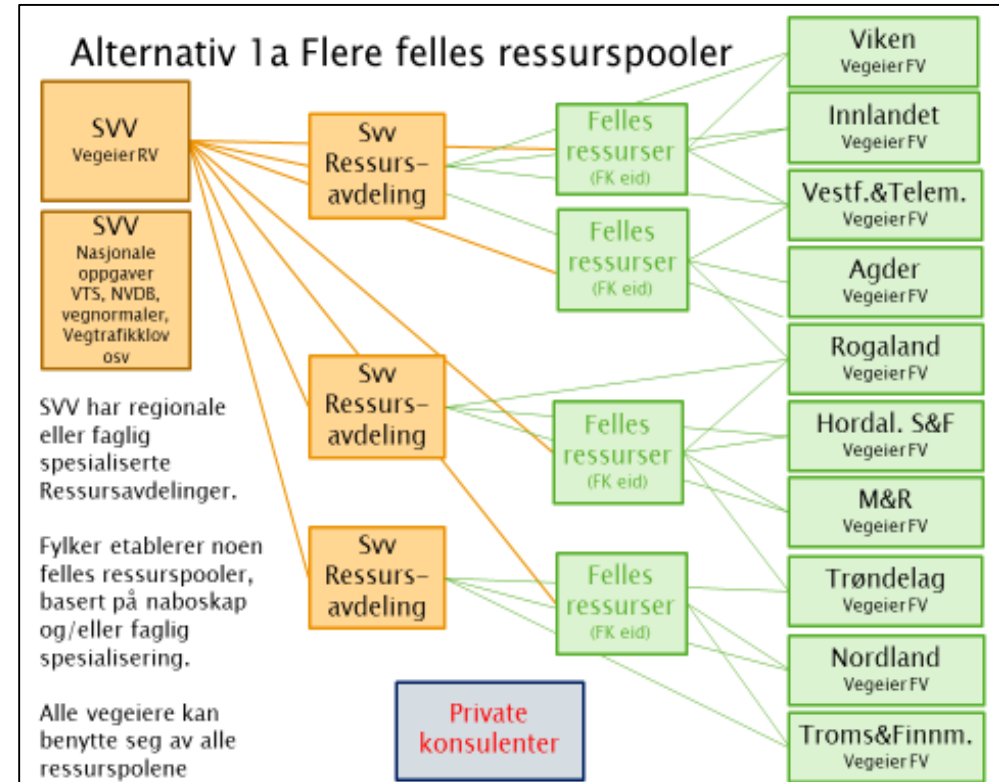 Alternativ 1a Flere felles ressurspooler
SVV
Vegeier RV
SVV
Nasjonale
oppgaver
VTS, NVDB,
vegnormaler,
Vegtrafikklov
osv
SVV har regionale
eller faglig
spesialiserte
Ressursavdelinger.
Fylker etablerer noen
felles ressurspooler,
basert på naboskap
og/eller faglig
spesialisering.
Alle vegeiere kan
benytte seg av alle
ressurspolene
Svv
Ressurs-
avdeling
Svv
Ressurs-
avdeling
Svv
Ressurs-
avdeling
Felles
ressurser
(FK eid)
Felles
ressurser
(FK eid)
Felles
ressurser
(FK eid)
Felles
ressurser
(FK eid)
Private
konsulenter
Viken
Vegeier FV
Innlandet
Vegeier FV
Vestf.&Telem.
Vegeier FV
Agder
Vegeier FV
Rogaland
Vegeier FV
Hordal. S&F
Vegeier FV
M&R
Vegeier FV
Trøndelag
Vegeier FV
Nordland
Vegeier FV
Troms&Finnm.
Vegeier FV